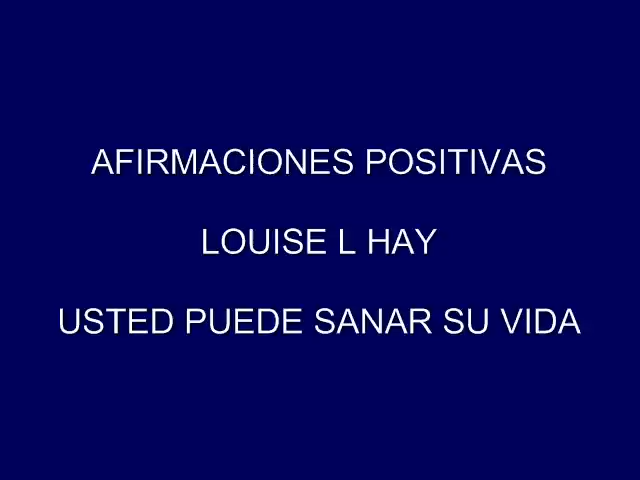 AFIRMACIONES POSITIVAS
LOUISE L HAY
USTED PUEDE SANAR SU VIDA